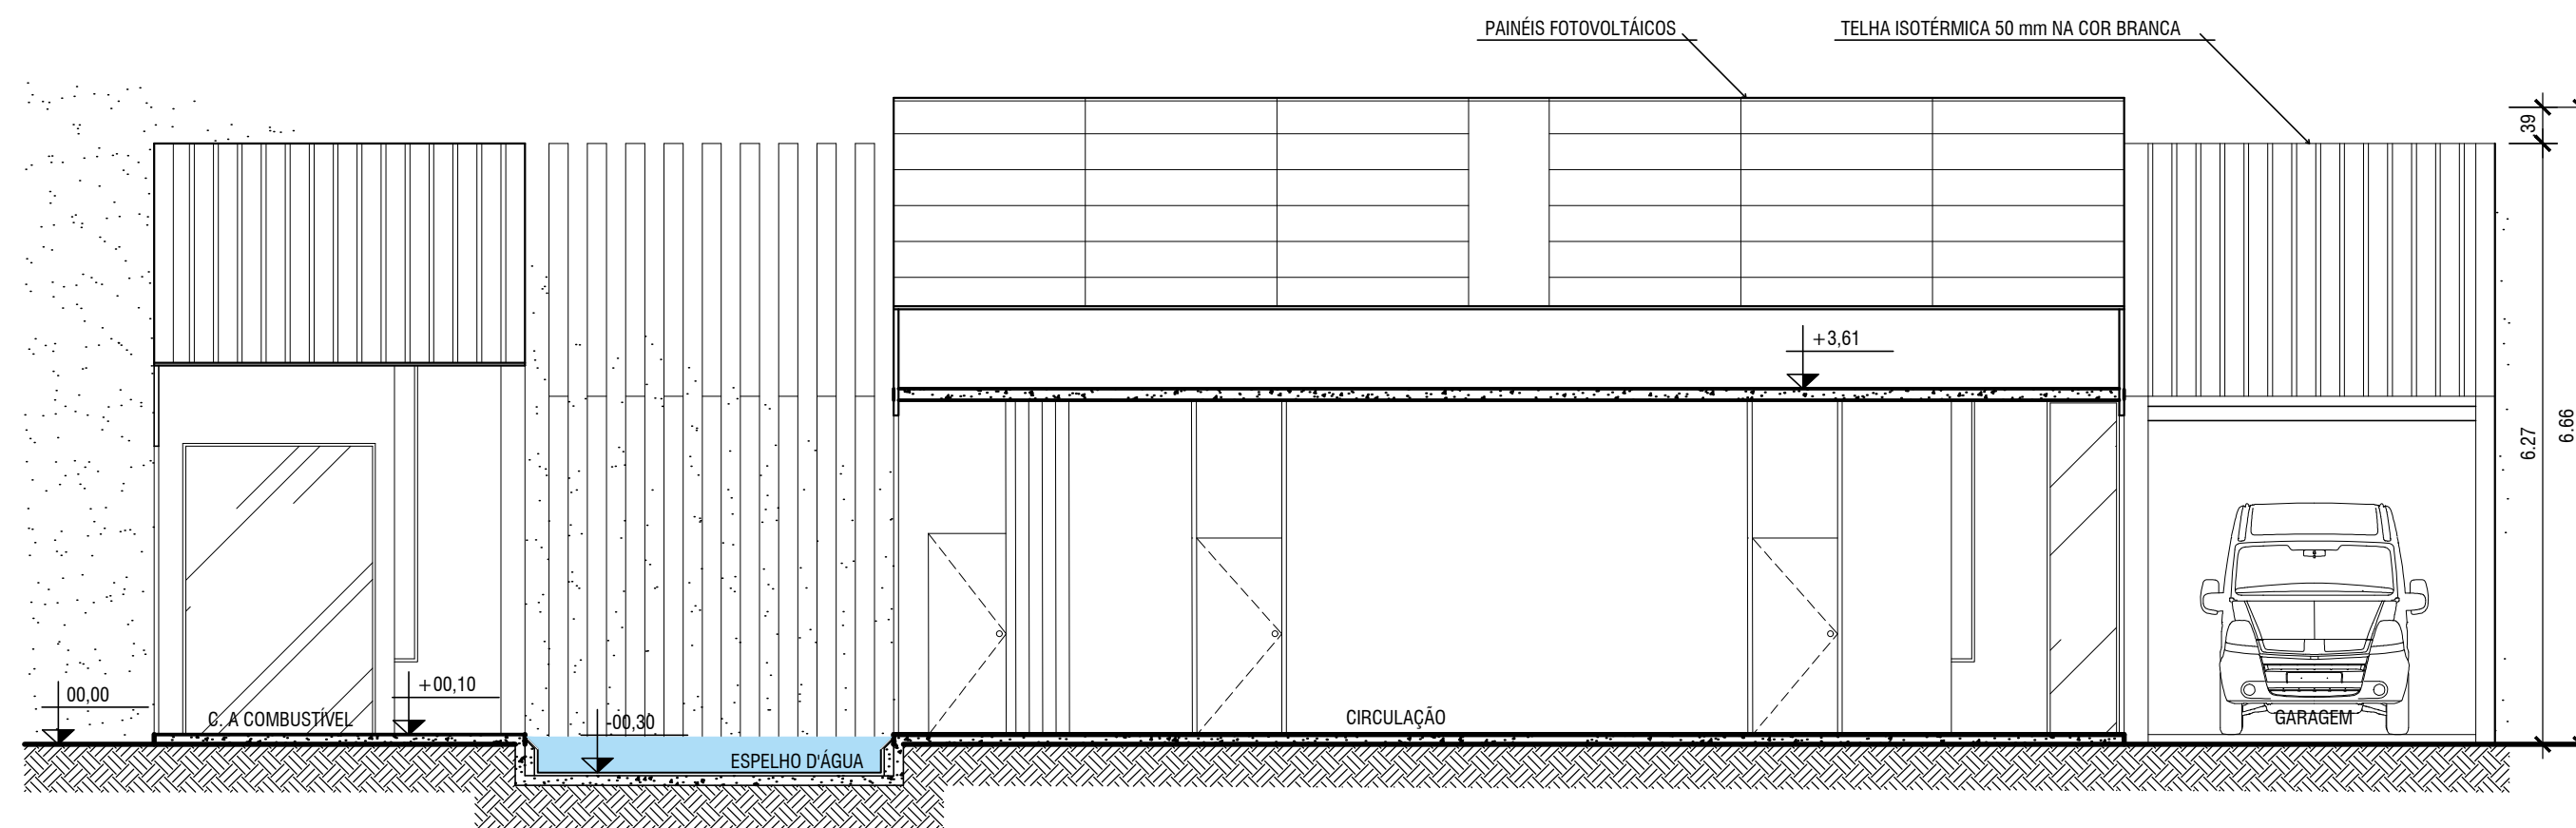 PAINÉIS FOTOVOLTÁICOS
TELHA ISOTÉRMICA 50 mm NA COR BRANCA
39
+3,61
6.27
6.66
00,00
+00,10
C. A COMBUSTÍVEL
-00,30
ESPELHO D'ÁGUA
CIRCULAÇÃO
GARAGEM